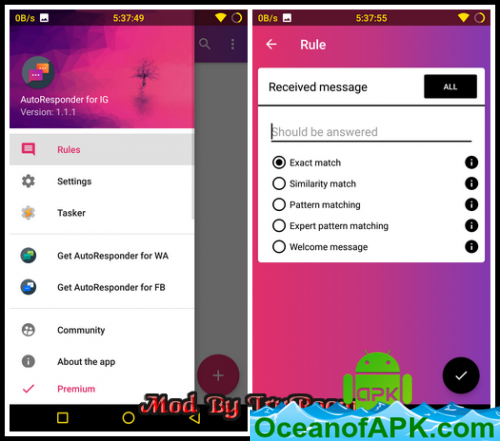 0B/s
5:37:49
AutoResponder for IG
Version: 1.1.1
Rules
Settings
Tasker
Get AutoResponder for WA
Get AutoResponder for FB
Community
About the app
Premium
0B/s
5:37:55
Rule
Received message
ALL
Should be answered
Exact match
Similarity match
Pattern matching
Expert pattern matching
Welcome message
Mod By
APK
OceanofAPK.com